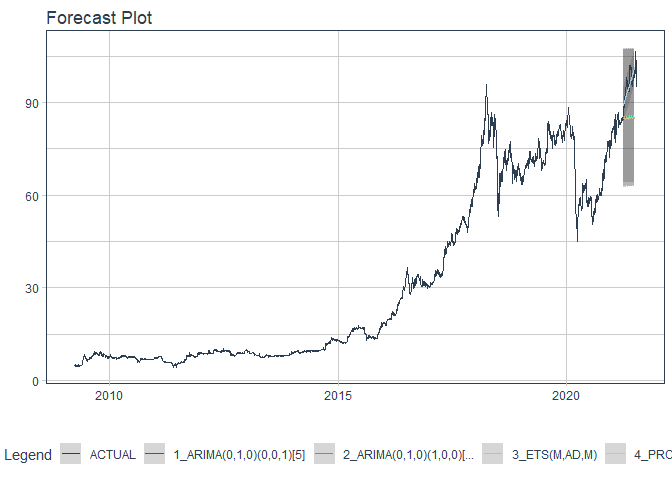 Forecast Plot
90
60
30
0
2010 2015 2020
Legend ACTUAL 1_ARIMA(0,1,0)(0,0,1)[5] 2_ARIMA(0,1,0)(1,0,0)[... 3_ETS(M,AD,M) 4_PRO